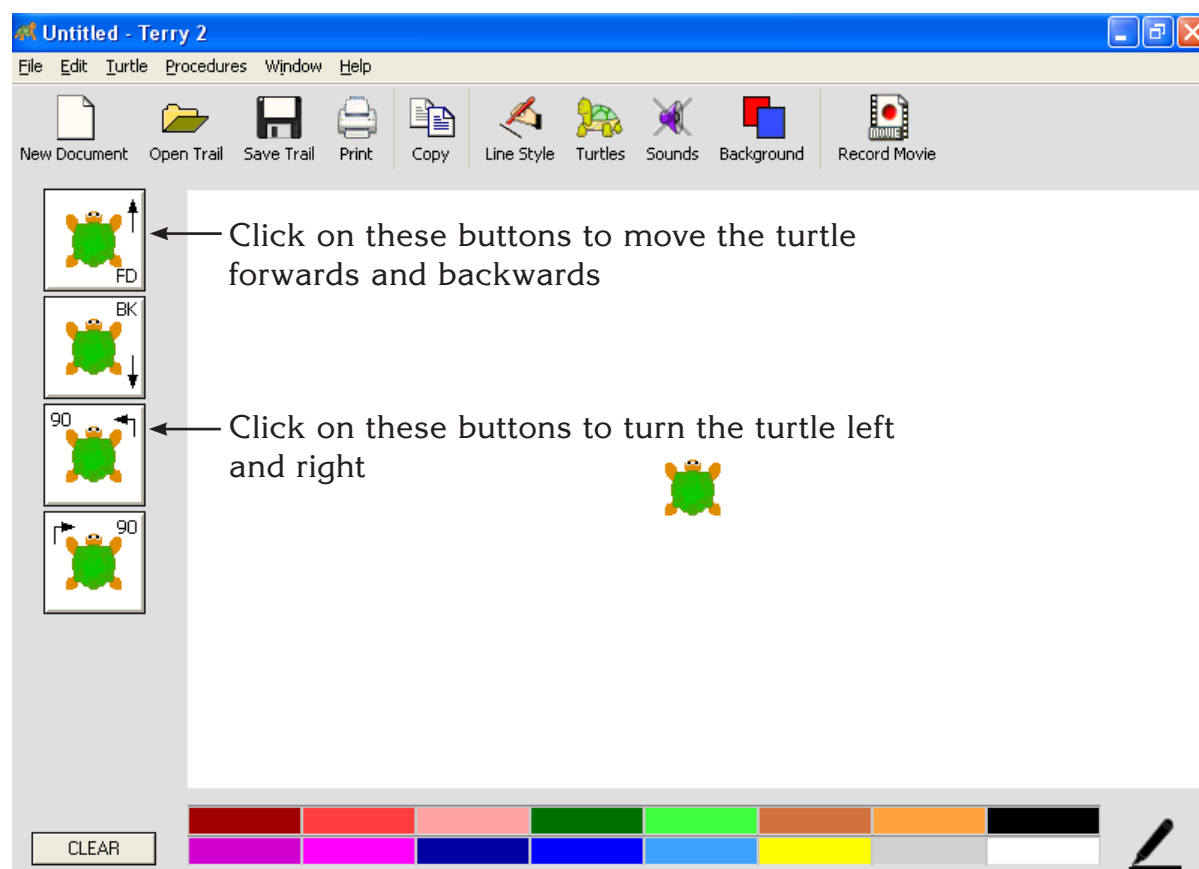 Untitled - Terry 2
File Edit Turtle Procedures Window Help
New Document Open Trail Save Trail Print Copy Line Style Turtles Sounds Background MOVIE Record Movie
FD
Click on these buttons to move the turtle
forwards and backwards
BK
90
Click on these buttons to turn the turtle left
and right
90
CLEAR